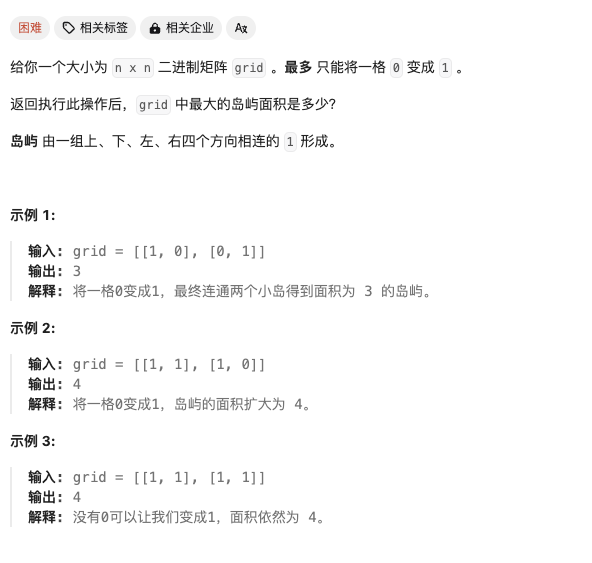 困难 相关标签 相关企业 A文
给你一个大小为 n x n 二进制矩阵 grid 。最多 只能将一格 0 变成 1 。
返回执行此操作后，grid 中最大的岛屿面积是多少？
岛屿 由一组上、下、左、右四个方向相连的 1 形成。
示例 1:
输入: grid = [[1, 0], [0, 1]]
输出: 3
解释: 将一格0变成1，最终连通两个小岛得到面积为 3 的岛屿。
示例 2:
输入: grid = [[1, 1], [1, 0]]
输出: 4
解释: 将一格0变成1，岛屿的面积扩大为 4。
示例 3:
输入: grid = [[1, 1], [1, 1]]
输出: 4
解释: 没有0可以让我们变成1，面积依然为 4。